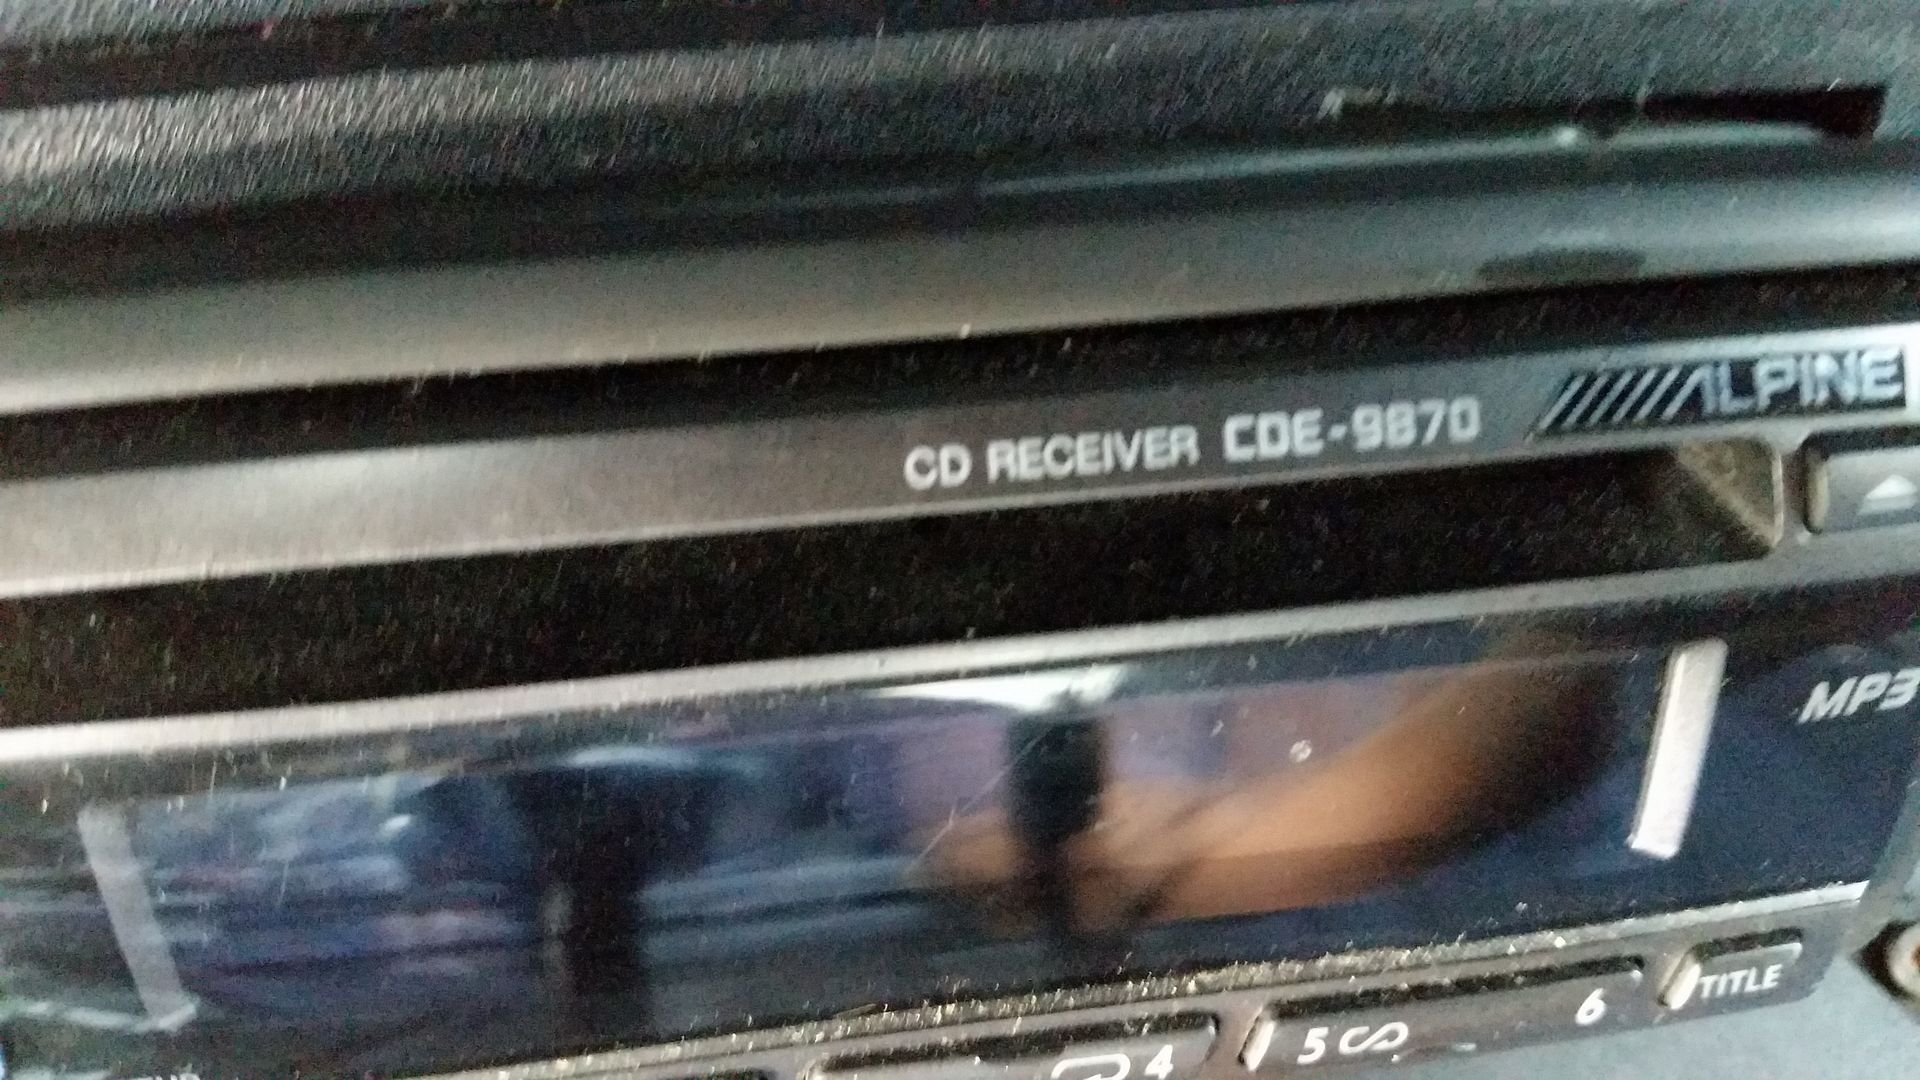 ALPINE
CD RECEIVER CDE-9870
MP3
TITLE
4
5
6